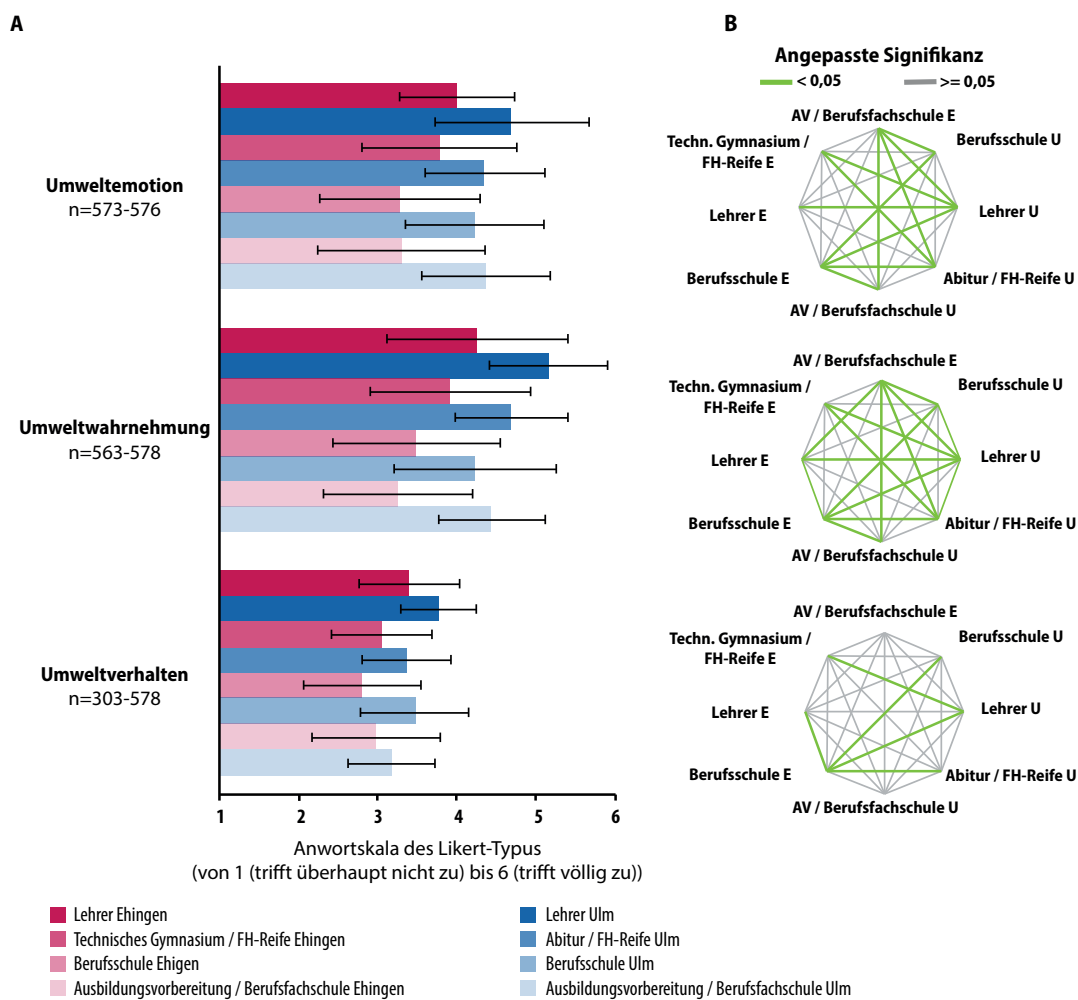 A
Umweltemotion
n=573-576
Umweltwahrnehmung
n=563-578
Umweltverhalten
n=303-578
1 2 3 4 5 6
Anwortskala des Likert-Typus
(von 1 (trifft überhaupt nicht zu) bis 6 (trifft völlig zu))
B
Angepasste Signifikanz
< 0,05 >= 0,05
AV / Berufsfachschule E
Techn. Gymnasium /
FH-Reife E
Berufsschule U
Lehrer E
Lehrer U
Berufsschule E
Abitur / FH-Reife U
AV / Berufsfachschule U
AV / Berufsfachschule E
Techn. Gymnasium /
FH-Reife E
Berufsschule U
Lehrer E
Lehrer U
Berufsschule E
Abitur / FH-Reife U
AV / Berufsfachschule U
AV / Berufsfachschule E
Techn. Gymnasium /
FH-Reife E
Berufsschule U
Lehrer E
Lehrer U
Berufsschule E
Abitur / FH-Reife U
AV / Berufsfachschule U
Lehrer Ehingen
Technisches Gymnasium / FH-Reife Ehingen
Berufsschule Ehigen
Ausbildungsvorbereitung / Berufsfachschule Ehingen
Lehrer Ulm
Abitur / FH-Reife Ulm
Berufsschule Ulm
Ausbildungsvorbereitung / Berufsfachschule Ulm